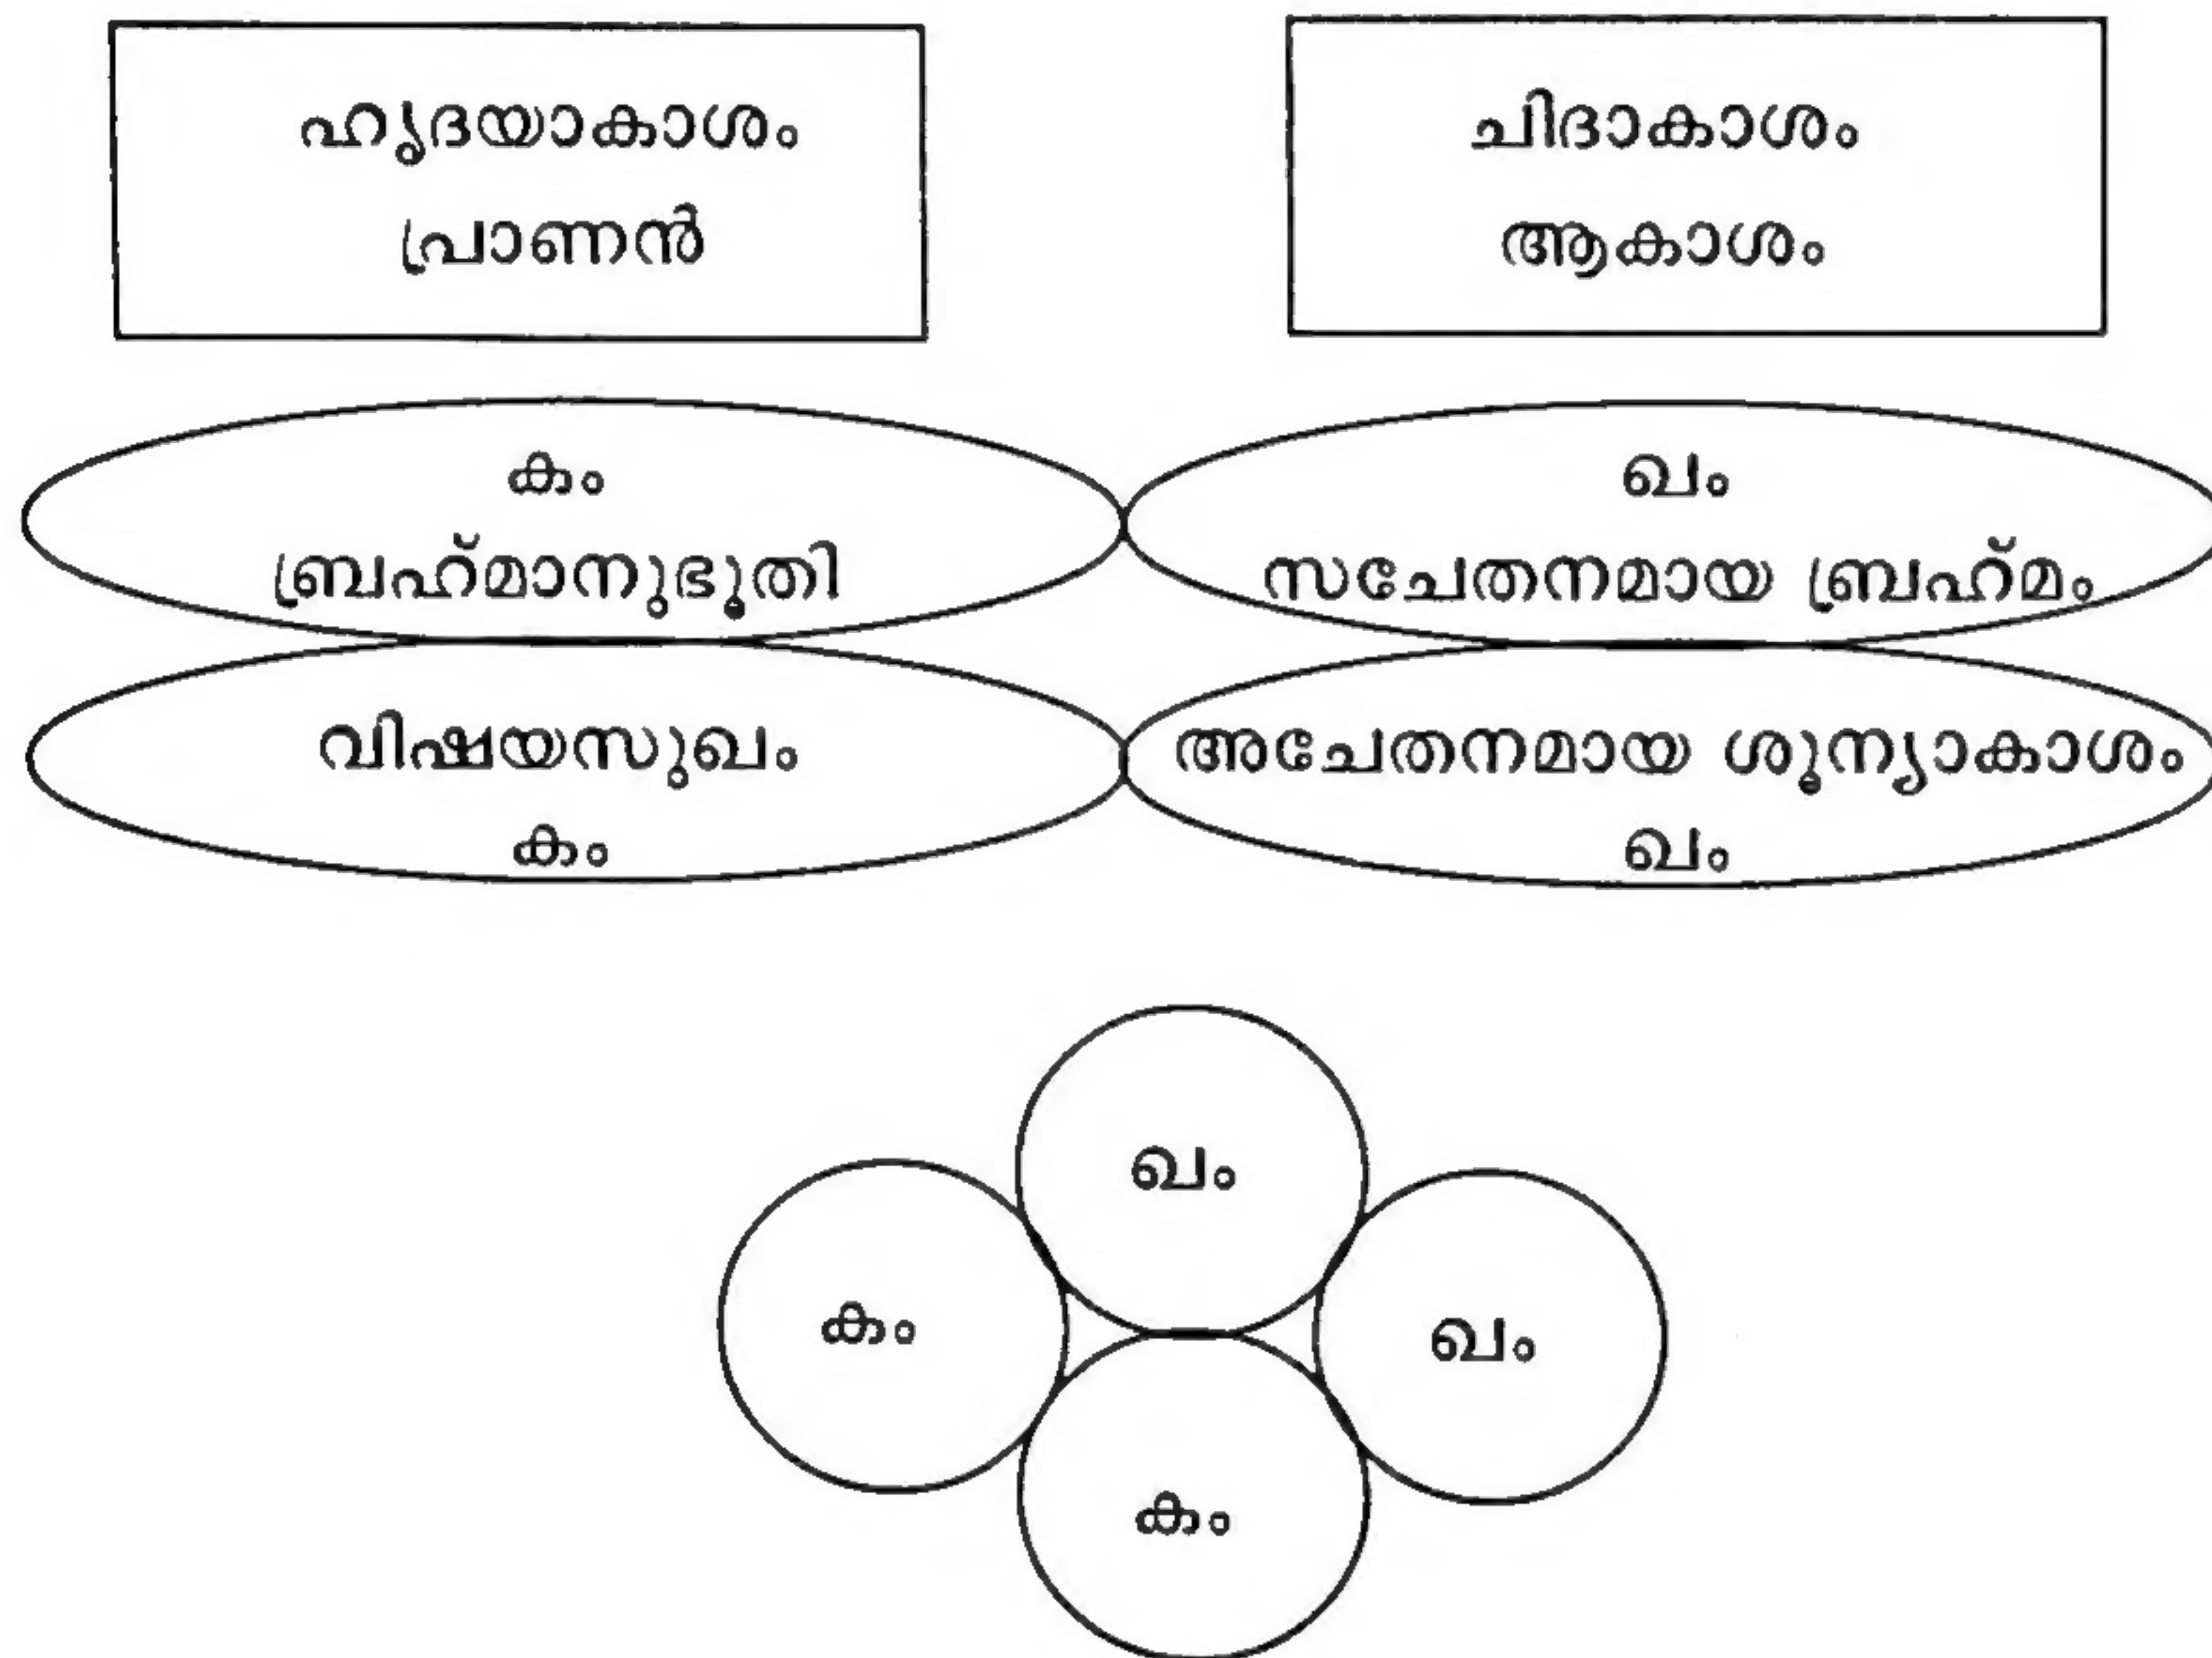 ഹൃദയാകാശം
പ്രാണൻ
ചിദാകാശം
ആകാശം
കം
ബ്രഹ്‌മാനുഭൂതി
ഖം
സചേതനമായ ബ്രഹ്‌മം
വിഷയസുഖം
കം
അചേതനമായ ശൂന്യാകാശം
ഖം
ഖം
കം
ഖം
കം